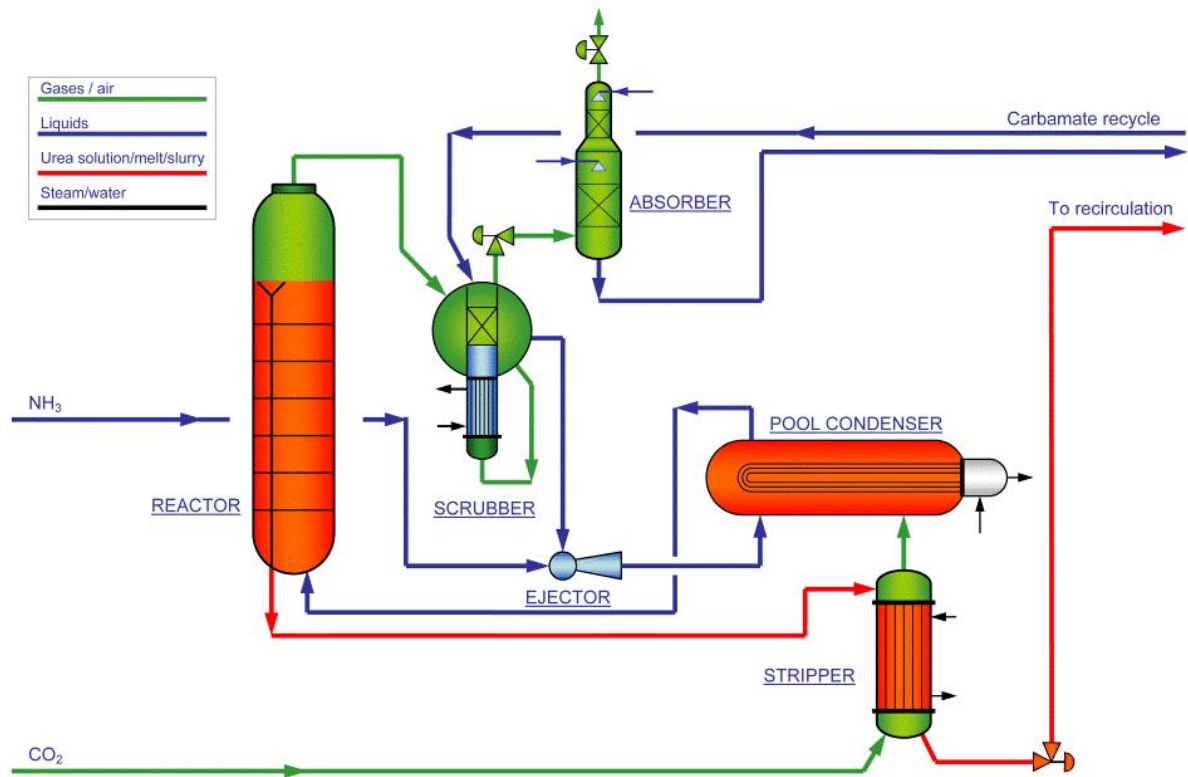 Gases / air
Liquids
Urea solution/melt/slurry
Steam/water
Carbamate recycle
ABSORBER
To recirculation
NH₃
POOL CONDENSER
REACTOR
SCRUBBER
EJECTOR
STRIPPER
CO₂